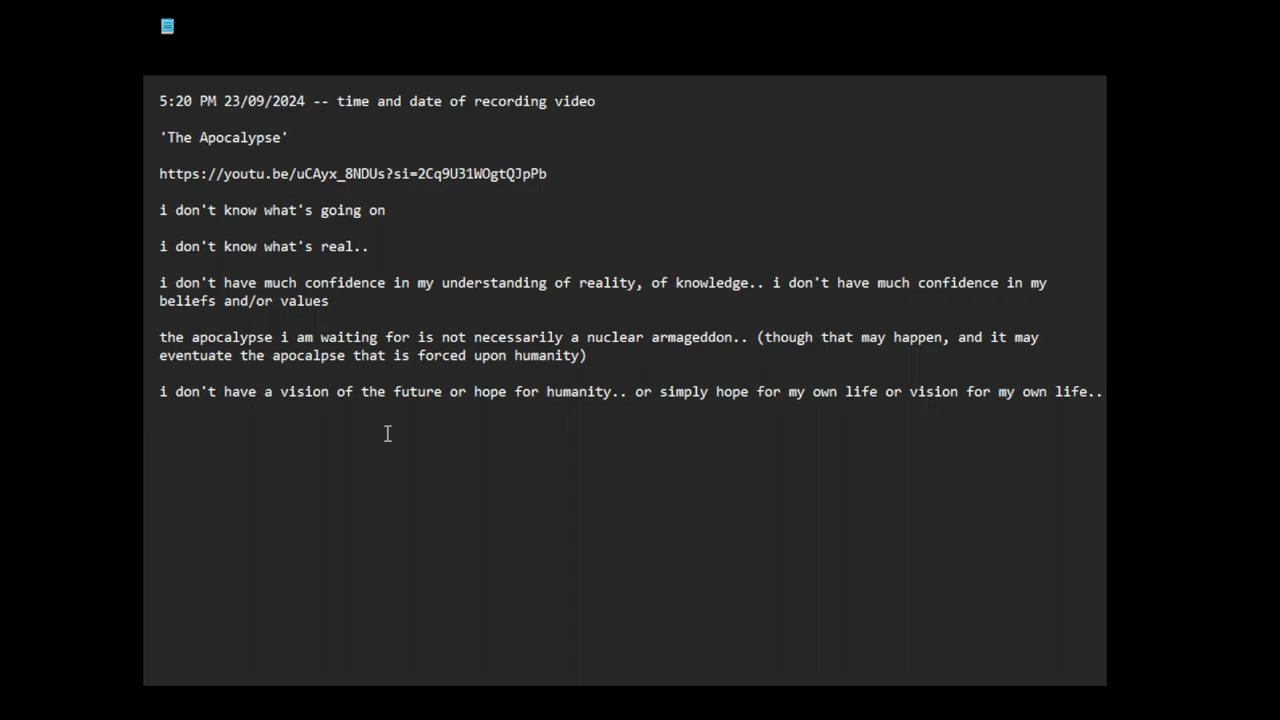 5:20 PM 23/09/2024 -- time and date of recording video
'The Apocalypse'
https://youtu.be/uCAyx_8NDUs?si=2Cq9U31WOgtQJpPb
i don't know what's going on
i don't know what's real..
i don't have much confidence in my understanding of reality, of knowledge.. i don't have much confidence in my
beliefs and/or values
the apocalypse i am waiting for is not necessarily a nuclear armageddon.. (though that may happen, and it may
eventuate the apocalpse that is forced upon humanity)
i don't have a vision of the future or hope for humanity.. or simply hope for my own life or vision for my own life..